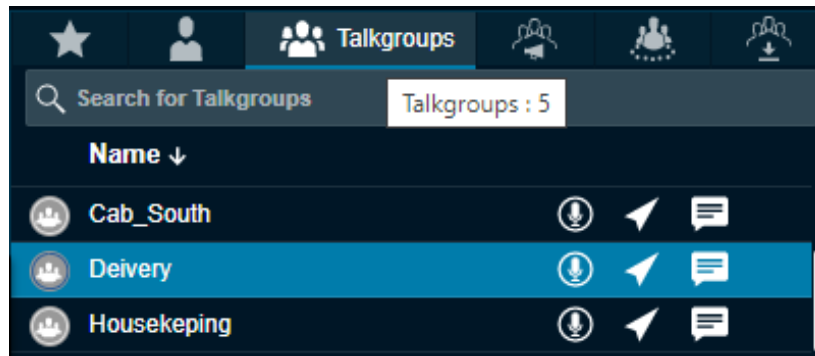 Talkgroups
Search for Talkgroups
Talkgroups : 5
Name ↓
Cab_South
Deivery
Housekeping